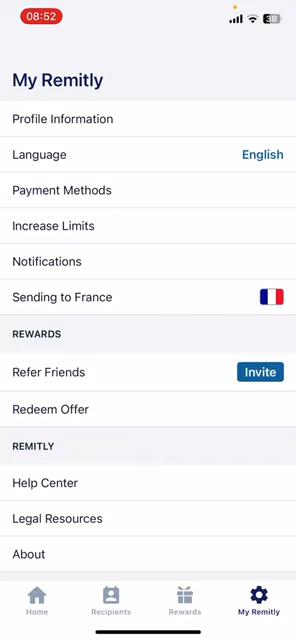 08:52
38
My Remitly
Profile Information
Language English
Payment Methods
Increase Limits
Notifications
Sending to France
REWARDS
Refer Friends Invite
Redeem Offer
REMITLY
Help Center
Legal Resources
About
Home Recipients Rewards My Remitly